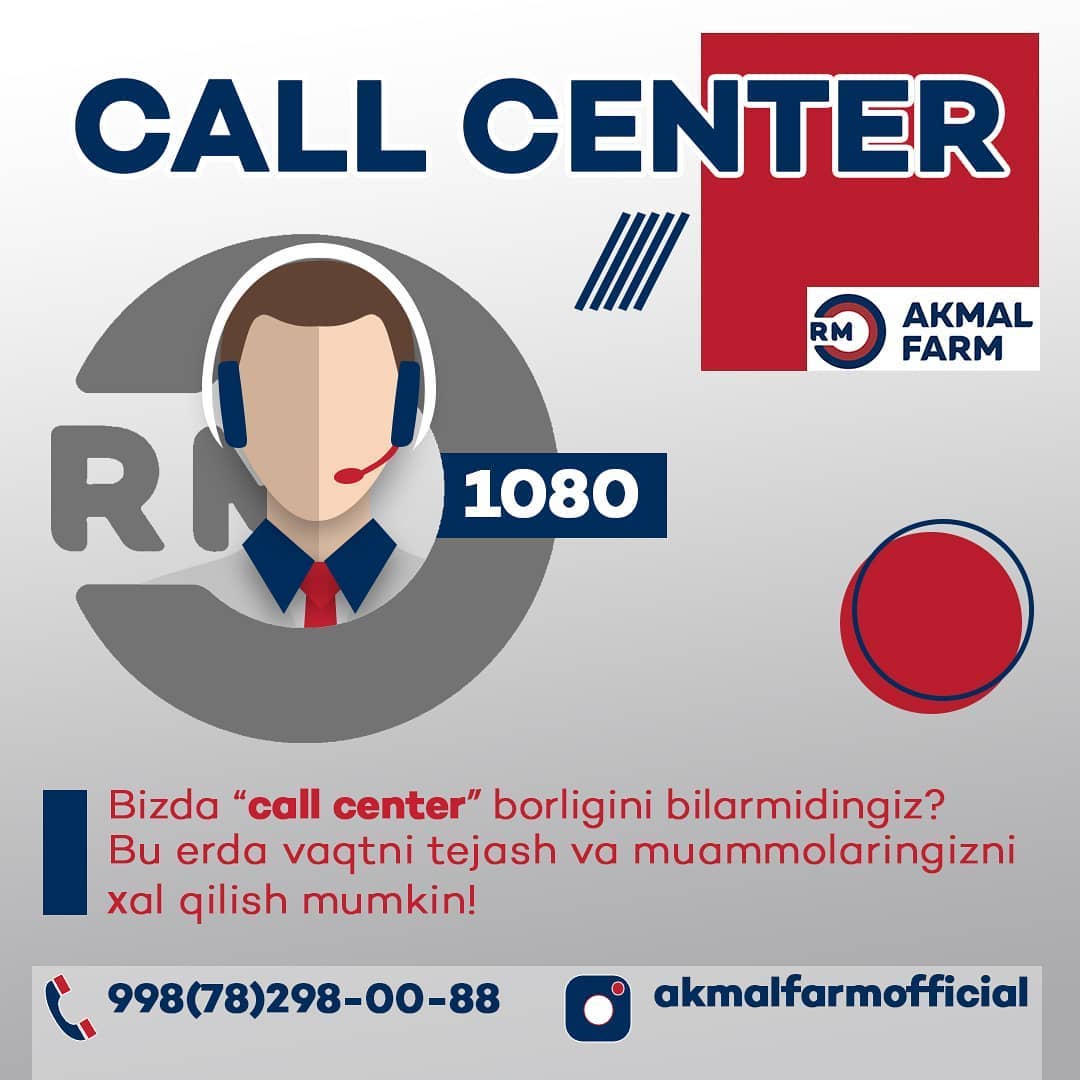 CALL CENTER
RM
AKMAL
FARM
RM
1080
Bizda “call center” borligini bilarmidingiz?
Bu erda vaqtni tejash va muammolaringizni
xal qilish mumkin!
998(78)298-00-88
akmalfarmofficial